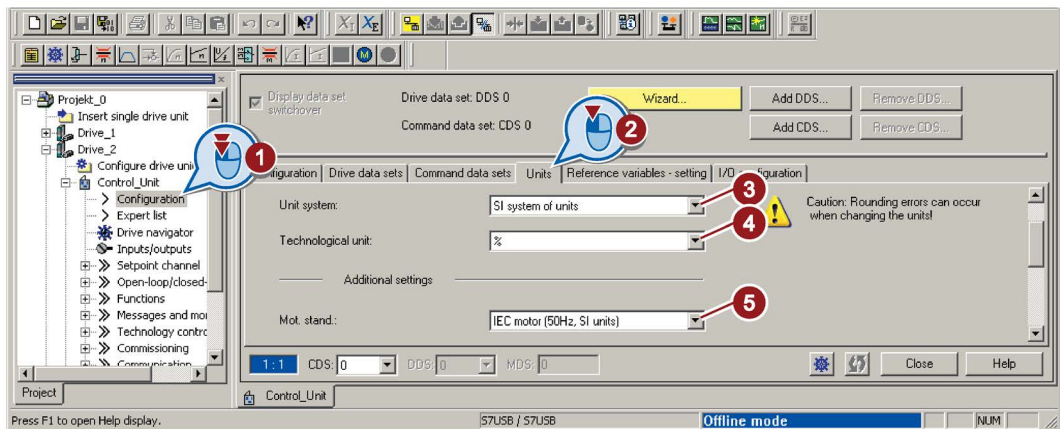 Projekt_0
Insert single drive unit
Drive_1
Drive_2
Configure drive uni
Control_Unit
Configuration
Expert list
Drive navigator
Inputs/outputs
Setpoint channel
Open-loop/closed-
Functions
Messages and mo
Technology contro
Commissioning
Communication
Project
1
Display data set
switchover
Drive data set: DDS 0
Command data set: CDS 0
Wizard...
Add DDS...
Remove DDS...
Add CDS...
Remove CDS...
2
Drive data sets
Command data sets
Units
Reference variables - setting
Unit system:
SI system of units
3
Caution: Rounding errors can occur
when changing the units!
Technological unit:
%
4
Additional settings
Mot. stand.:
IEC motor (50Hz, SI units)
5
1:1
CDS: 0
DDS: 0
MDS: 0
Close
Help
Control_Unit
Press F1 to open Help display.
S7USB / S7USB
Offline mode
NUM